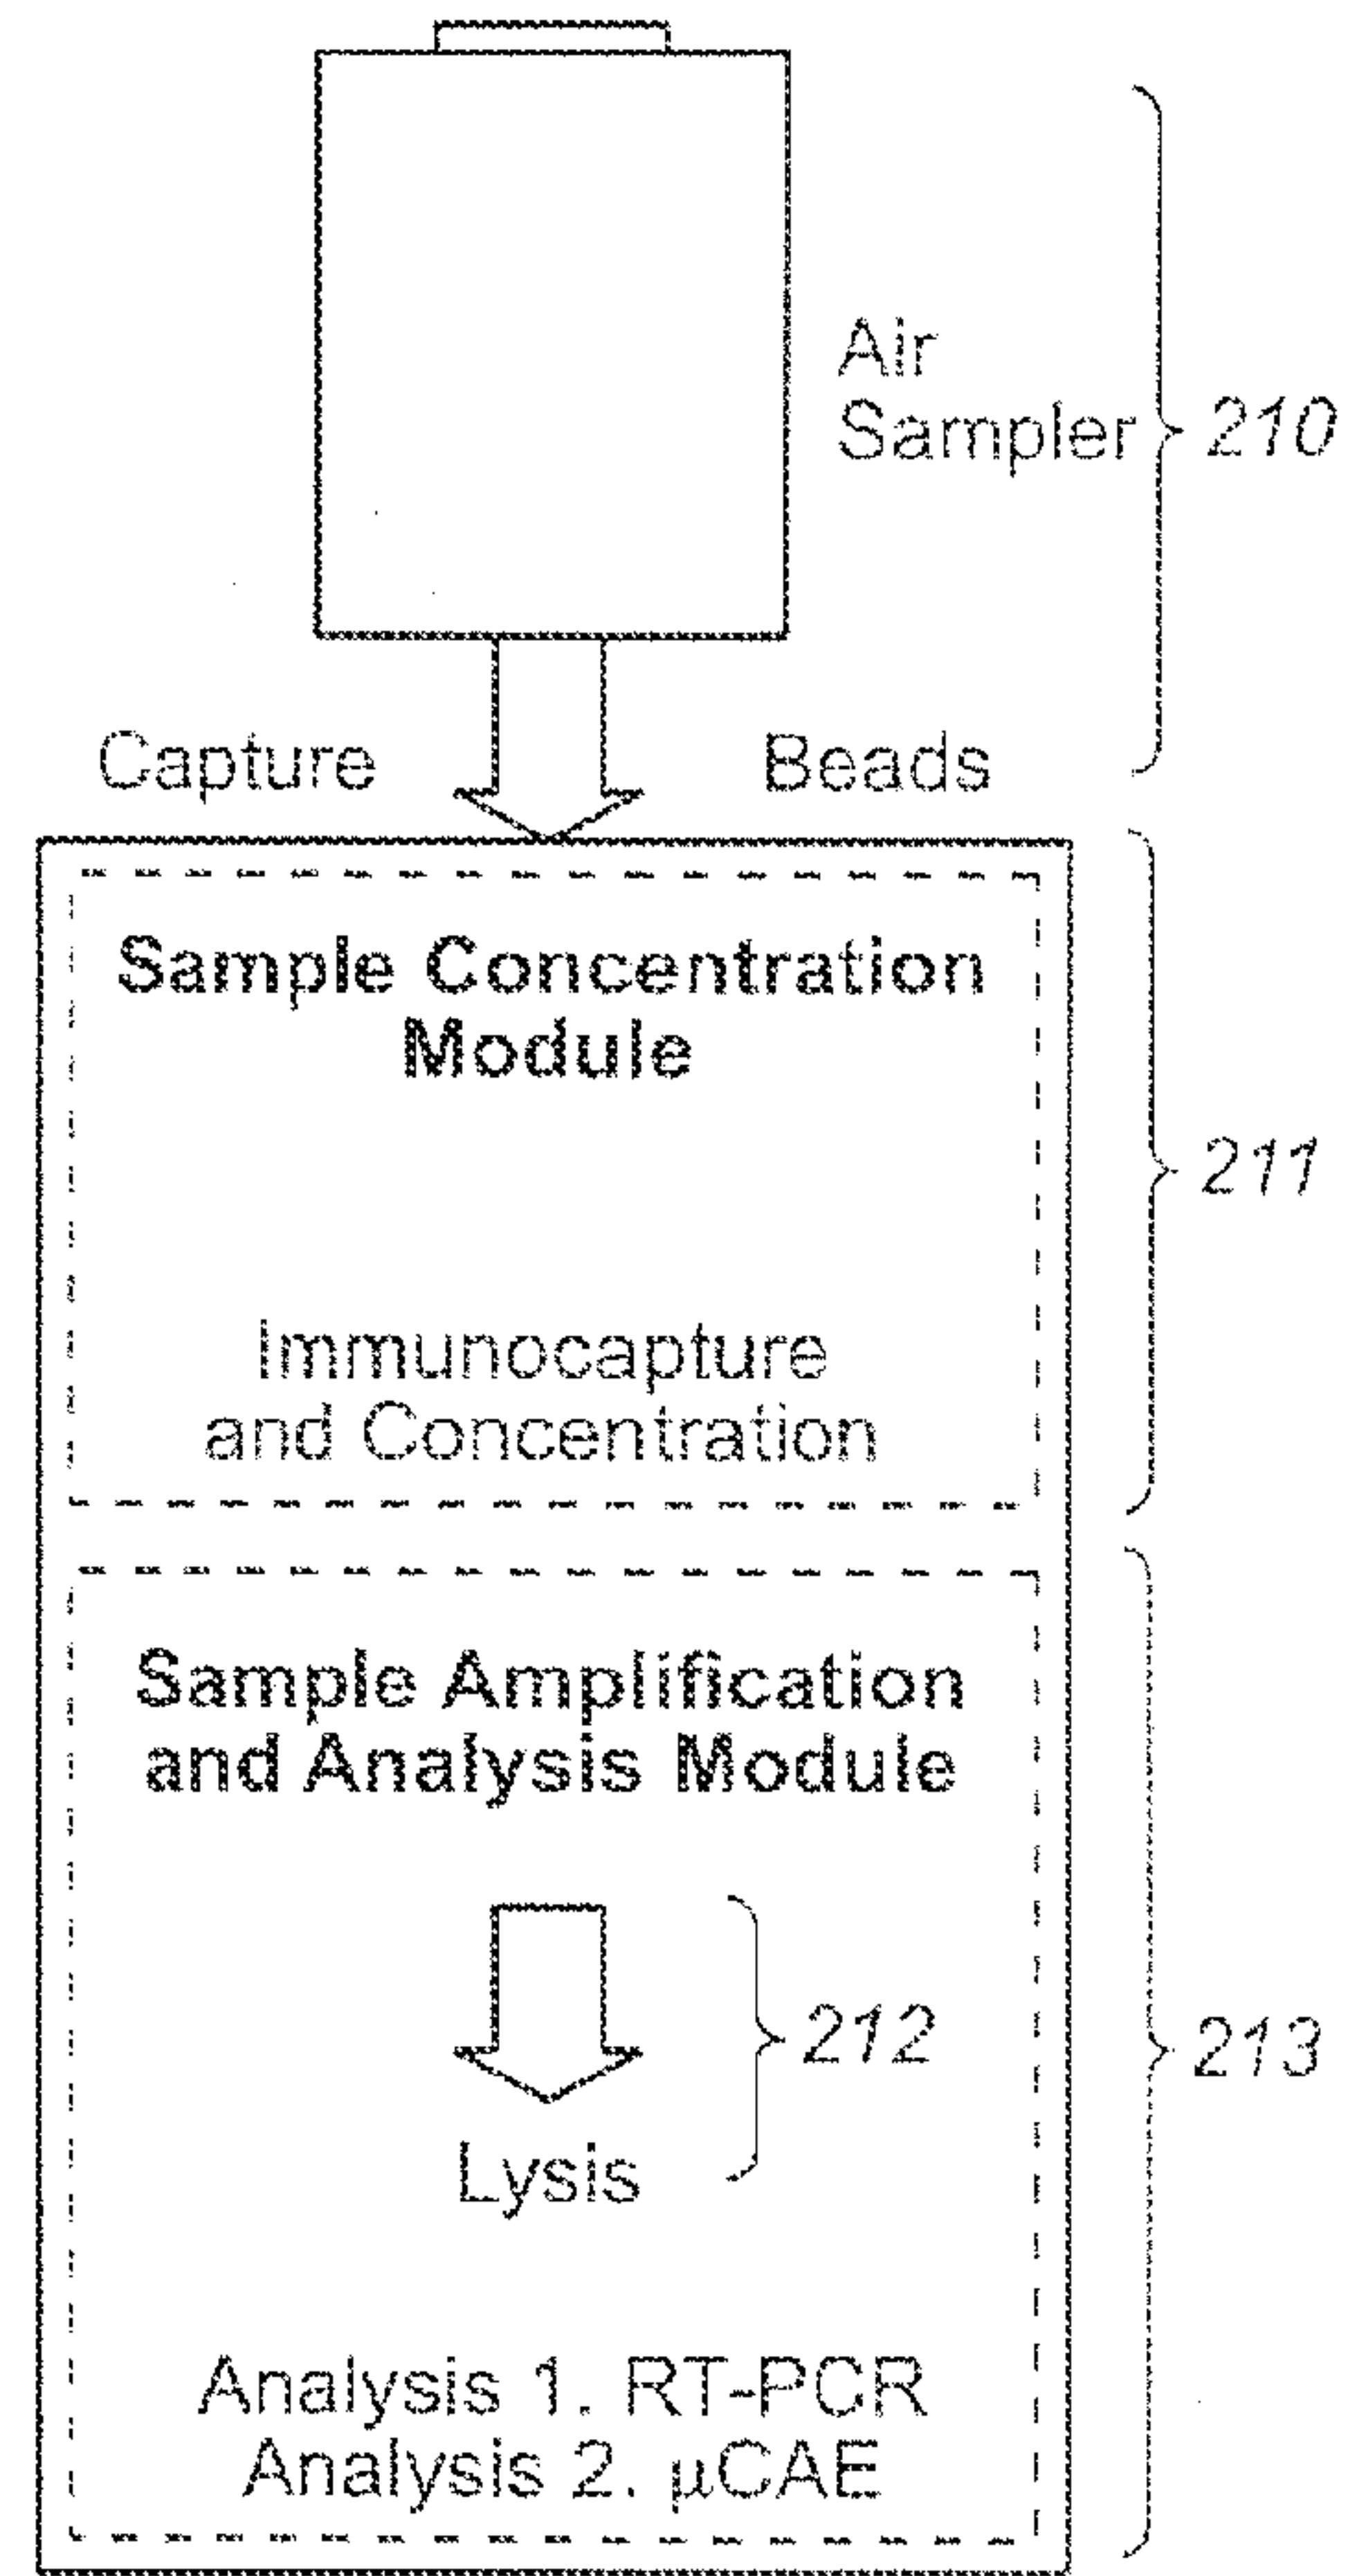 Air
Sampler
210
Capture
Beads
Sample Concentration
Module
211
Immunocapture
and Concentration
Sample Amplification
and Analysis Module
212
213
Lysis
Analysis 1. RT-PCR
Analysis 2. µCAE